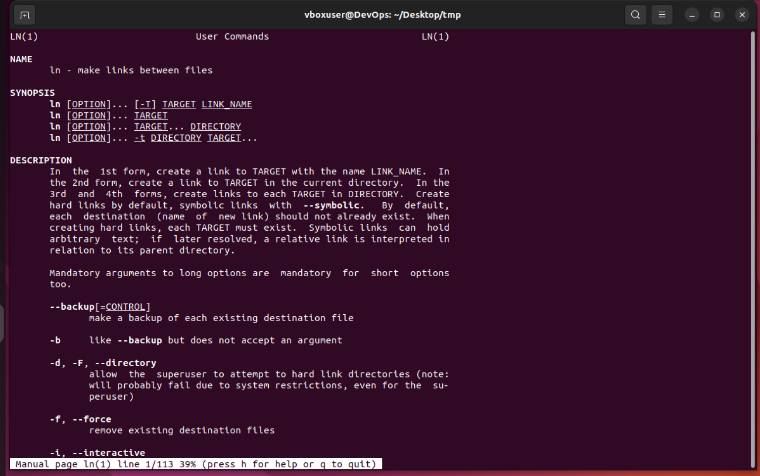 vboxuser@DevOps: ~/Desktop/tmp
LN(1) User Commands LN(1)
NAME
ln - make links between files
SYNOPSIS
ln [OPTION]... [-T] TARGET LINK_NAME
ln [OPTION]... TARGET
ln [OPTION]... TARGET... DIRECTORY
ln [OPTION]... -t DIRECTORY TARGET...
DESCRIPTION
In the 1st form, create a link to TARGET with the name LINK_NAME. In
the 2nd form, create a link to TARGET in the current directory. In the
3rd and 4th forms, create links to each TARGET in DIRECTORY. Create
hard links by default, symbolic links with --symbolic. By default,
each destination (name of new link) should not already exist. When
creating hard links, each TARGET must exist. Symbolic links can hold
arbitrary text; if later resolved, a relative link is interpreted in
relation to its parent directory.
Mandatory arguments to long options are mandatory for short options
too.
--backup[=CONTROL]
make a backup of each existing destination file
-b like --backup but does not accept an argument
-d, -F, --directory
allow the superuser to attempt to hard link directories (note:
will probably fail due to system restrictions, even for the su-
peruser)
-f, --force
remove existing destination files
-i, --interactive
Manual page ln(1) line 1/113 39% (press h for help or q to quit)